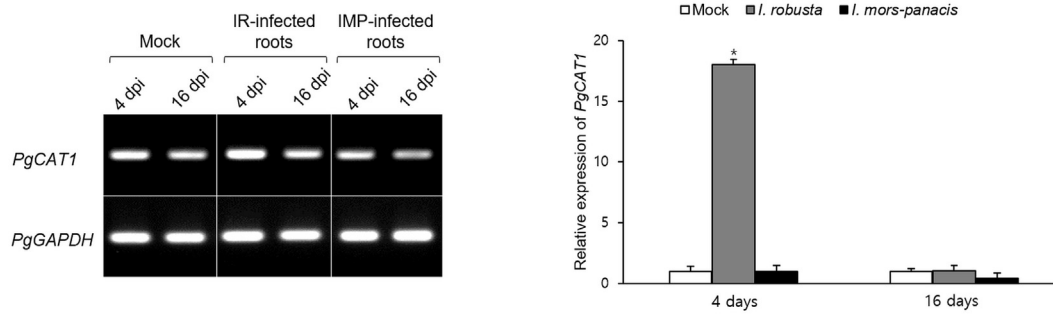 IR-infected roots
IMP-infected roots
Mock
4 dpi
16 dpi
4 dpi
16 dpi
4 dpi
16 dpi
PgCAT1
PgGAPDH
Mock
I. robusta
I. mors-panacis
Relative expression of PgCAT1
20
15
10
5
0
*
4 days
16 days